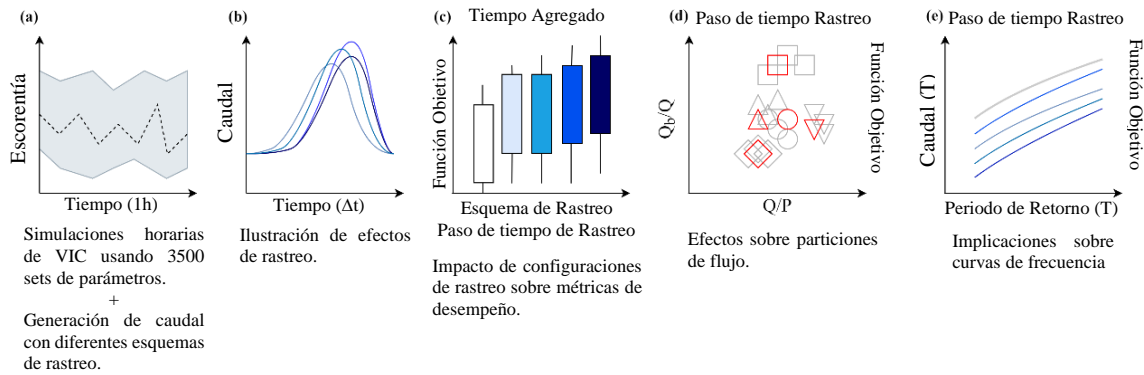 (a)
Escorentía
Tiempo (1h)
Simulaciones horarias
de VIC usando 3500
sets de parámetros.
+
Generación de caudal
con diferentes esquemas
de rastreo.
(b)
Caudal
Tiempo (Δt)
Ilustración de efectos
de rastreo.
(c)
Tiempo Agregado
Función Objetivo
Esquema de Rastreo
Paso de tiempo de Rastreo
Impacto de configuraciones
de rastreo sobre métricas de
desempeño.
(d)
Paso de tiempo Rastreo
Qb/Q
Función Objetivo
Q/P
Efectos sobre particiones
de flujo.
(e)
Paso de tiempo Rastreo
Caudal (T)
Función Objetivo
Periodo de Retorno (T)
Implicaciones sobre
curvas de frecuencia